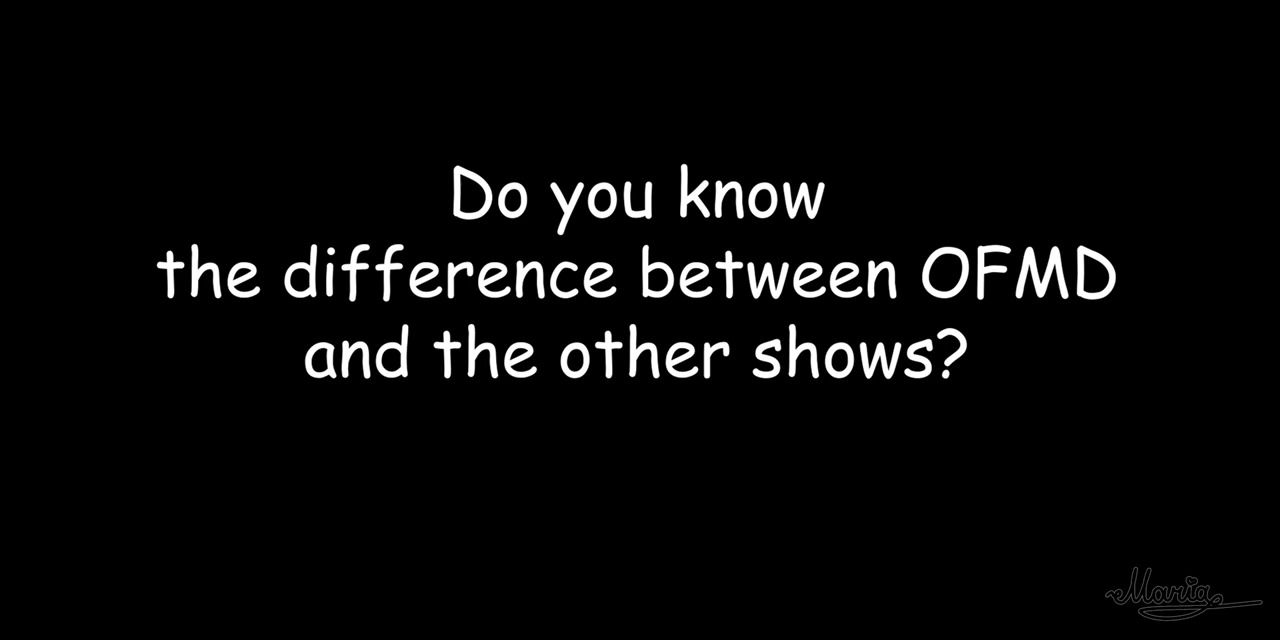 Do you know
the difference between OFMD
and the other shows?
Maria